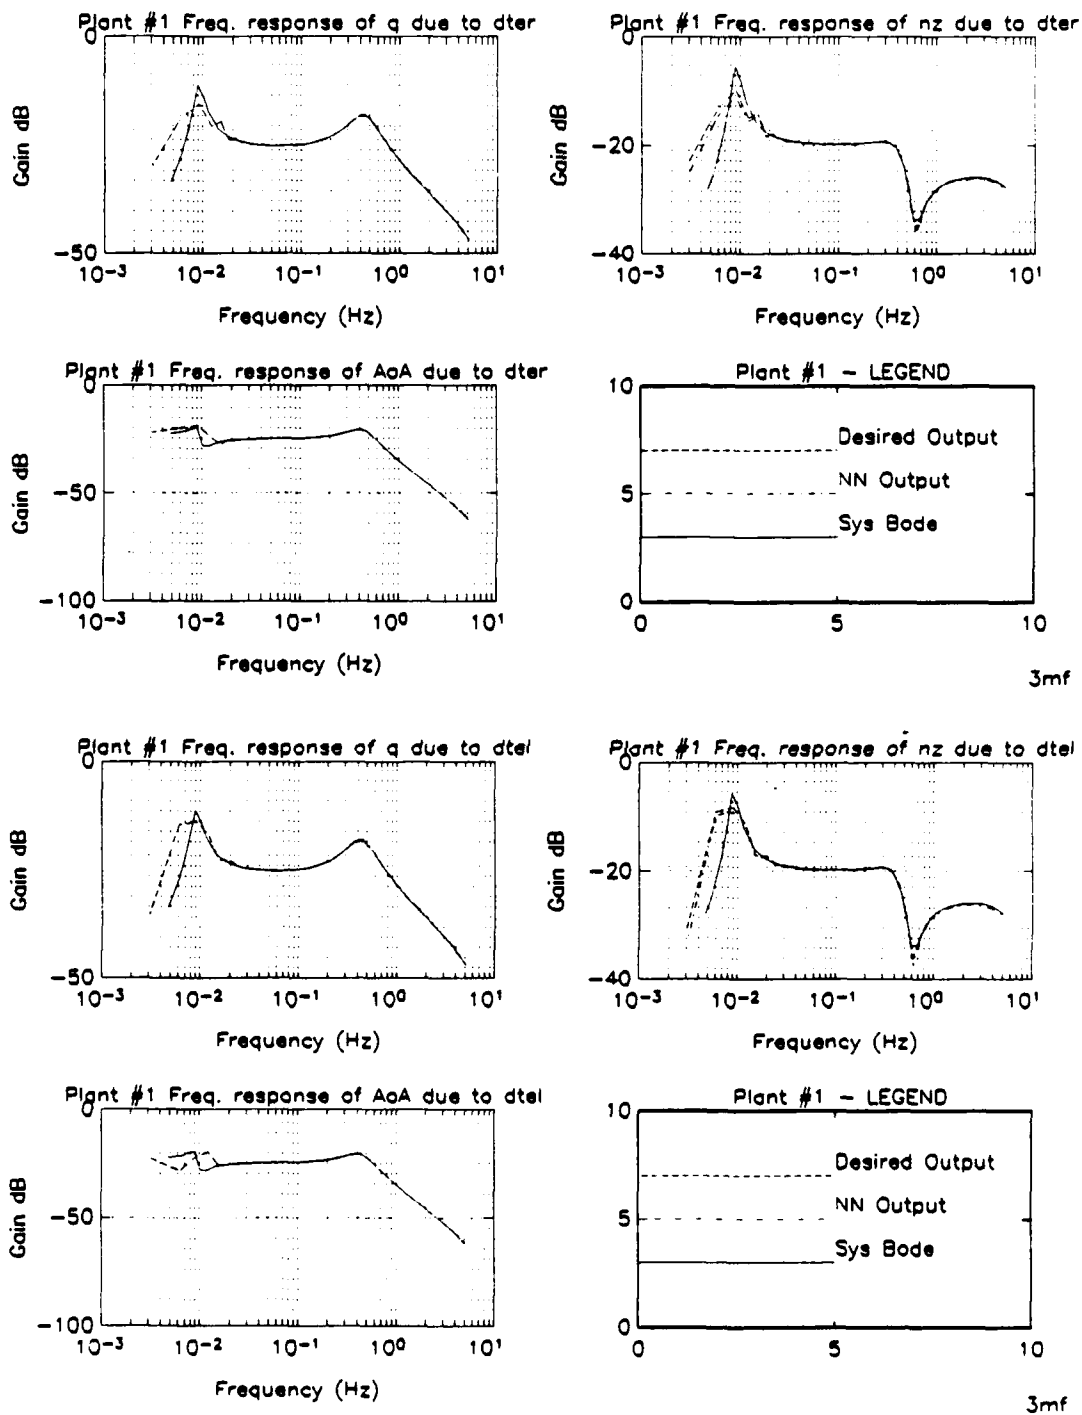 Plant #1 Freq. response of q due to dter
0
Gain dB
-50
10-3 10-2 10-1 100 101
Frequency (Hz)
Plant #1 Freq. response of nz due to dter
0
-20
Gain dB
-40
10-3 10-2 10-1 100 101
Frequency (Hz)
Plant #1 Freq. response of AoA due to dter
0
-50
Gain dB
-100
10-3 10-2 10-1 100 101
Frequency (Hz)
Plant #1 - LEGEND
10
Desired Output
NN Output
5
Sys Bode
0
0 5 10
3mf
Plant #1 Freq. response of q due to dtel
0
Gain dB
-50
10-3 10-2 10-1 100 101
Frequency (Hz)
Plant #1 Freq. response of nz due to dtel
0
-20
Gain dB
-40
10-3 10-2 10-1 100 101
Frequency (Hz)
Plant #1 Freq. response of AoA due to dtel
0
-50
Gain dB
-100
10-3 10-2 10-1 100 101
Frequency (Hz)
Plant #1 - LEGEND
10
Desired Output
NN Output
5
Sys Bode
0
0 5 10
3mf